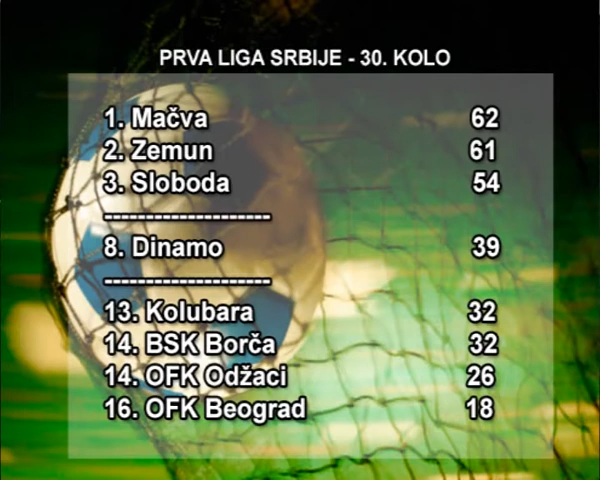 PRVA LIGA SRBIJE - 30. KOLO
1. Mačva 62
2. Zemun 61
3. Sloboda 54
--------------------
8. Dinamo 39
--------------------
13. Kolubara 32
14. BSK Borča 32
14. OFK Odžaci 26
16. OFK Beograd 18